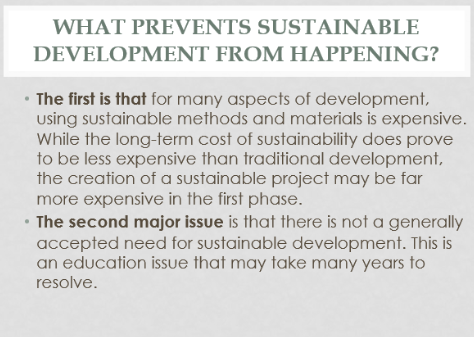 WHAT PREVENTS SUSTAINABLE
DEVELOPMENT FROM HAPPENING?
• The first is that for many aspects of development,
using sustainable methods and materials is expensive.
While the long-term cost of sustainability does prove
to be less expensive than traditional development,
the creation of a sustainable project may be far
more expensive in the first phase.
• The second major issue is that there is not a generally
accepted need for sustainable development. This is
an education issue that may take many years to
resolve.